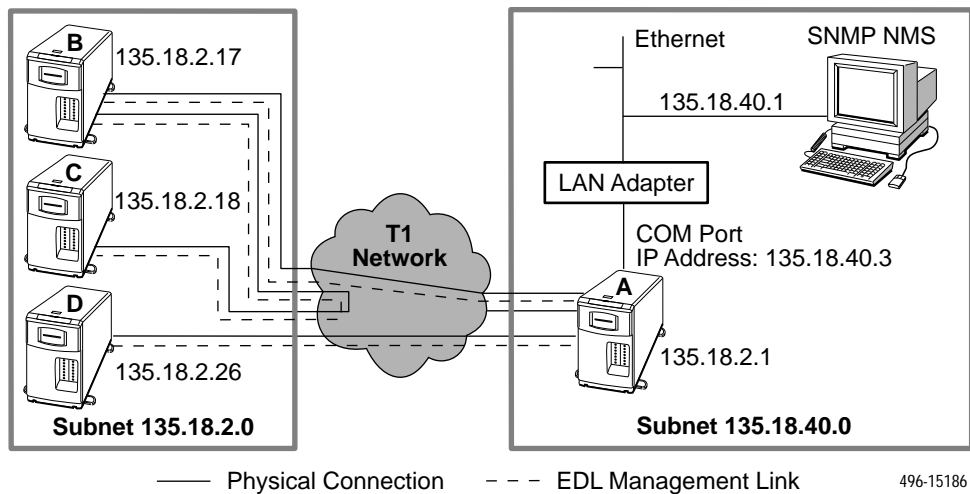 B
135.18.2.17
C
135.18.2.18
D
135.18.2.26
Subnet 135.18.2.0
T1
Network
Ethernet
SNMP NMS
135.18.40.1
LAN Adapter
COM Port
IP Address: 135.18.40.3
A
135.18.2.1
Subnet 135.18.40.0
Physical Connection
EDL Management Link
496-15186